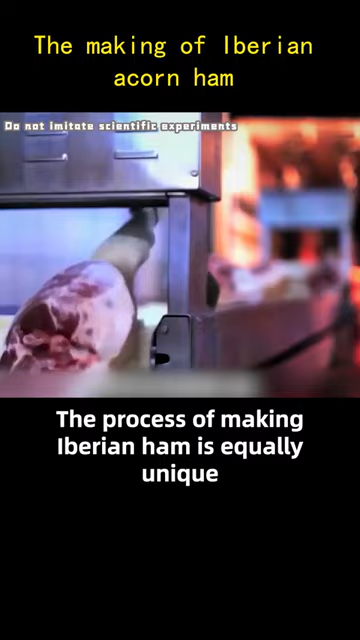 The making of Iberian
acorn ham
Do not imitate scientific experiments
The process of making
Iberian ham is equally
unique